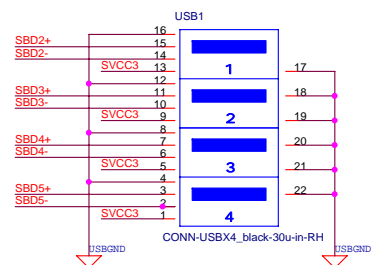 USB1
16
SBD2+ 15
SBD2- 14
SVCC3 13 1 17
12
SBD3+ 11 18
SBD3- 10
SVCC3 9 2 19
8
SBD4+ 7 20
SBD4- 6
SVCC3 5 3 21
4
SBD5+ 3 22
SBD5- 2
SVCC3 1 4
CONN-USBX4_black-30u-in-RH
USBGND USBGND